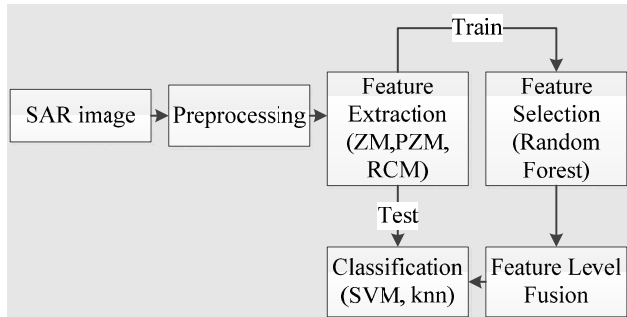 Train
SAR image
Preprocessing
Feature
Extraction
(ZM,PZM,
RCM)
Feature
Selection
(Random
Forest)
Test
Classification
(SVM, knn)
Feature Level
Fusion